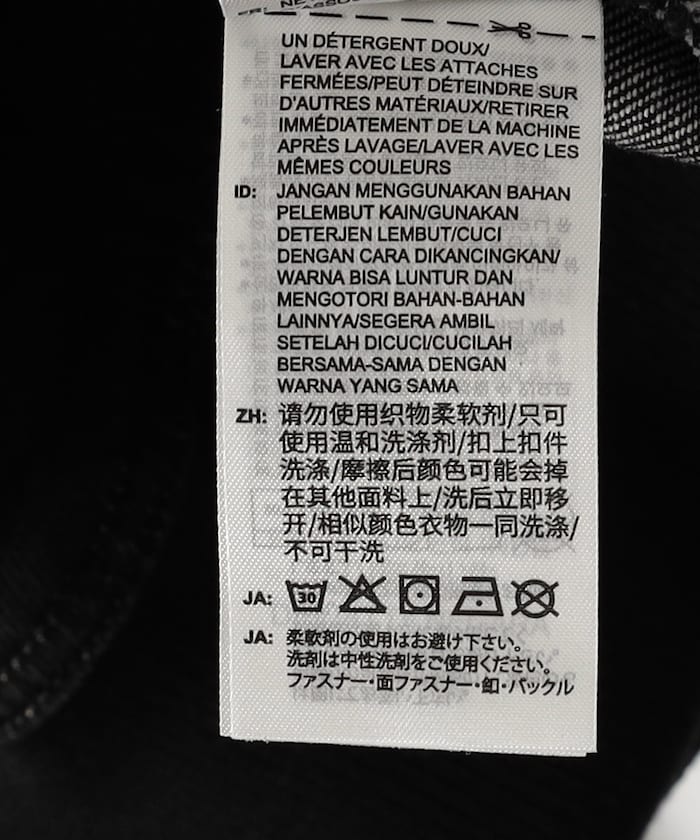 UN DÉTERGENT DOUX/
LAVER AVEC LES ATTACHES
FERMÉES/PEUT DÉTEINDRE SUR
D'AUTRES MATÉRIAUX/RETIRER
IMMÉDIATEMENT DE LA MACHINE
APRÈS LAVAGE/LAVER AVEC LES
MÊMES COULEURS
ID: JANGAN MENGGUNAKAN BAHAN
PELEMBUT KAIN/GUNAKAN
DETERJEN LEMBUT/CUCI
DENGAN CARA DIKANCINGKAN/
WARNA BISA LUNTUR DAN
MENGOTORI BAHAN-BAHAN
LAINNYA/SEGERA AMBIL
SETELAH DICUCI/CUCILAH
BERSAMA-SAMA DENGAN
WARNA YANG SAMA
ZH: 请勿使用织物柔软剂/只可
使用温和洗涤剂/扣上扣件
洗涤/摩擦后颜色可能会掉
在其他面料上/洗后立即移
开/相似颜色衣物一同洗涤/
不可干洗
JA: 30
JA: 柔軟剤の使用はお避け下さい。
洗剤は中性洗剤をご使用ください。
ファスナー・面ファスナー・釦・バックル